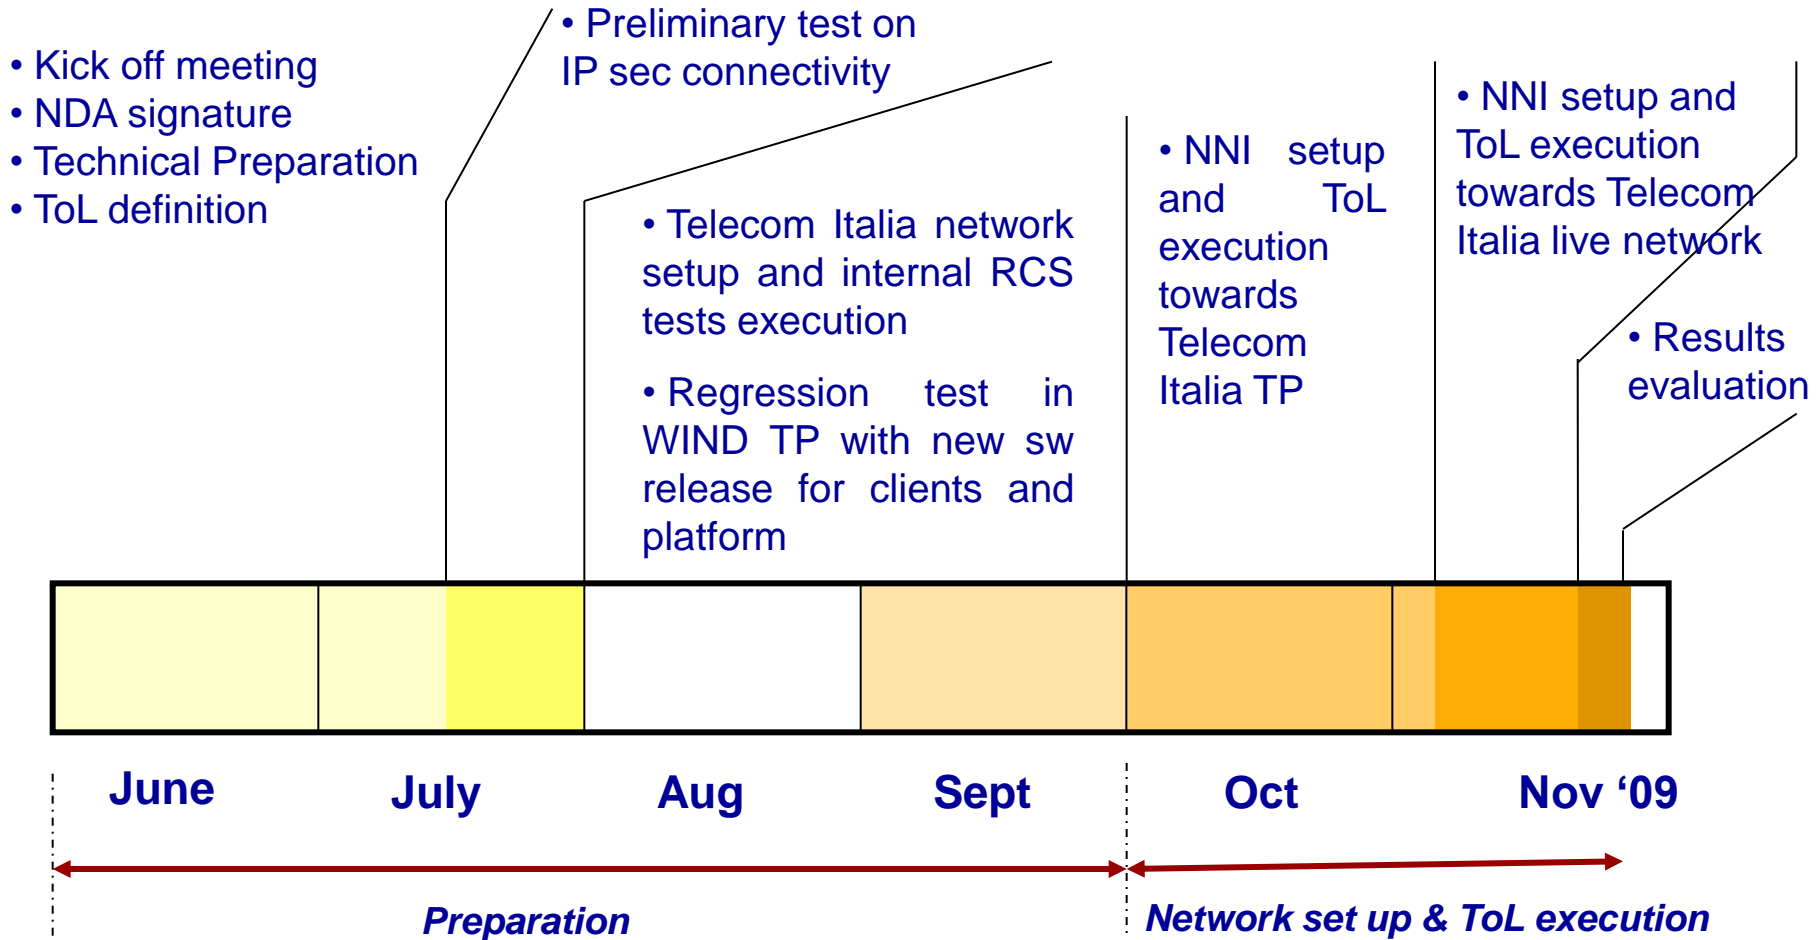 • Kick off meeting
• NDA signature
• Technical Preparation
• ToL definition
• Preliminary test on
IP sec connectivity
• Telecom Italia network
setup and internal RCS
tests execution
• Regression test in
WIND TP with new sw
release for clients and
platform
• NNI setup
and ToL
execution
towards
Telecom
Italia TP
• NNI setup and
ToL execution
towards Telecom
Italia live network
• Results
evaluation
June
July
Aug
Sept
Oct
Nov ‘09
Preparation
Network set up & ToL execution